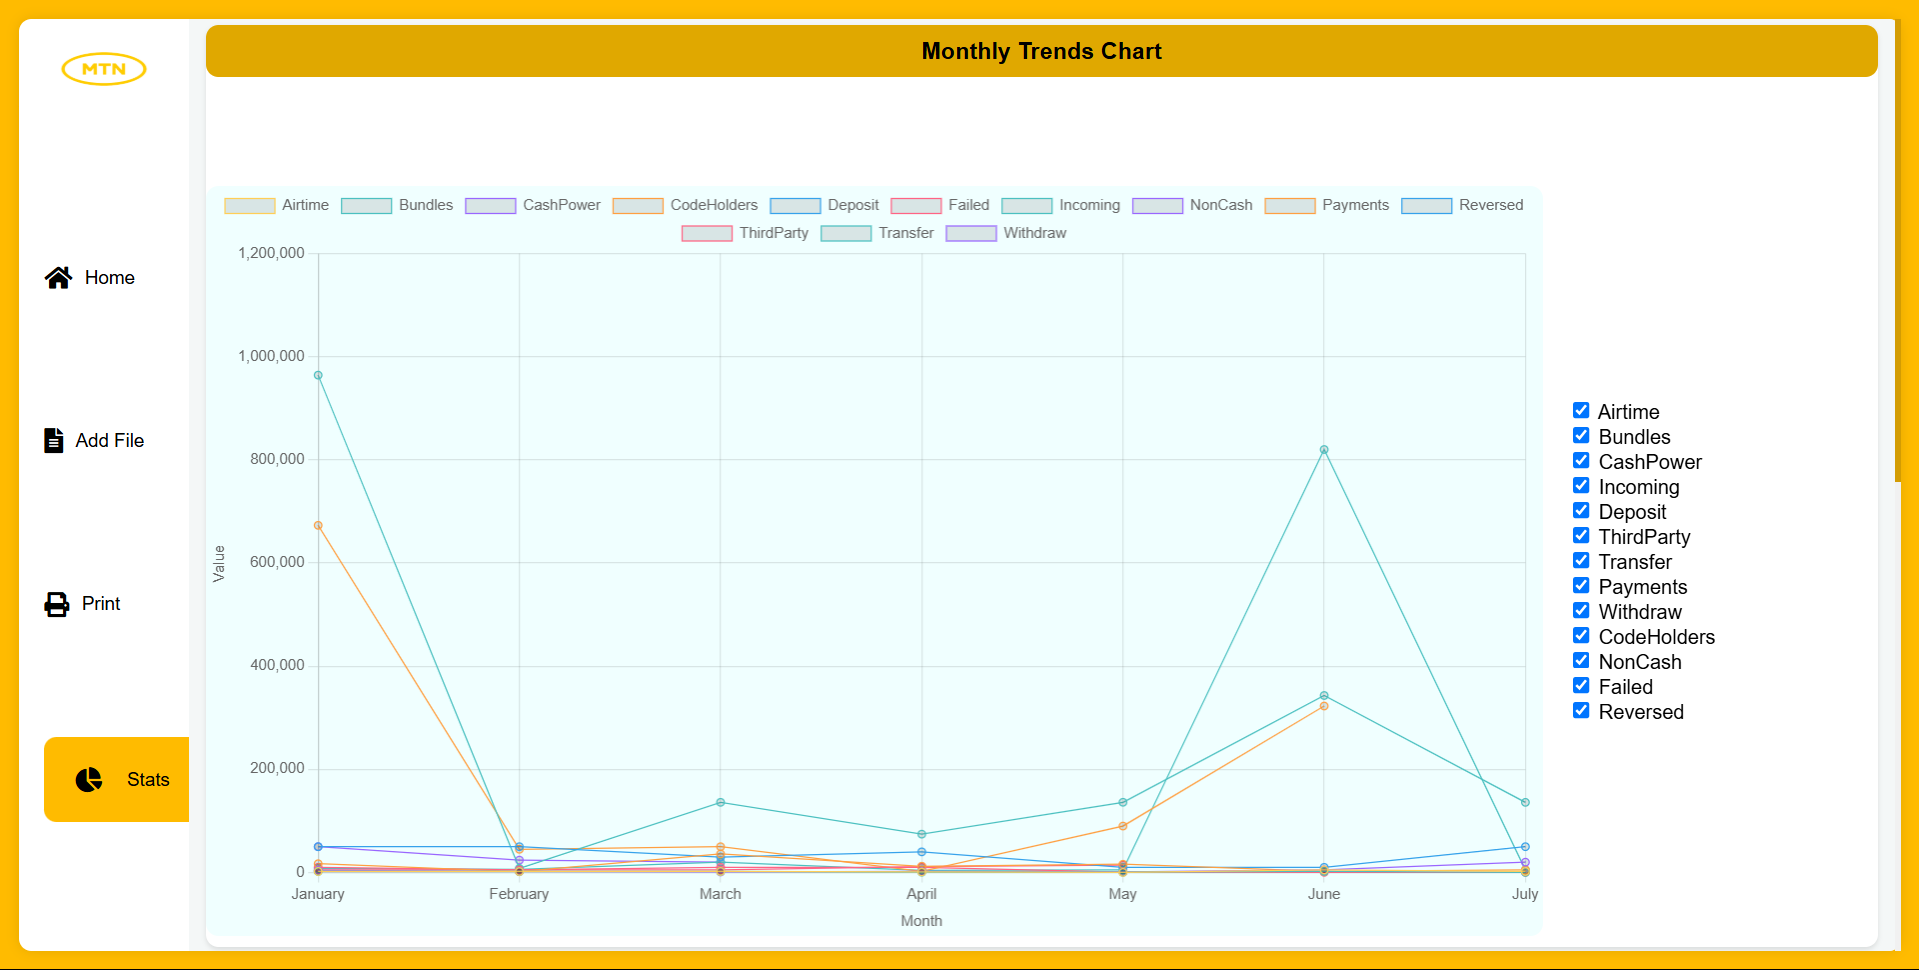 MTN
Home
Add File
Print
Stats
Monthly Trends Chart
Airtime Bundles CashPower CodeHolders Deposit Failed Incoming NonCash Payments Reversed
ThirdParty Transfer Withdraw
1,200,000
1,000,000
800,000
600,000
400,000
200,000
0
Value
January February March April May June July
Month
Airtime
Bundles
CashPower
Incoming
Deposit
ThirdParty
Transfer
Payments
Withdraw
CodeHolders
NonCash
Failed
Reversed